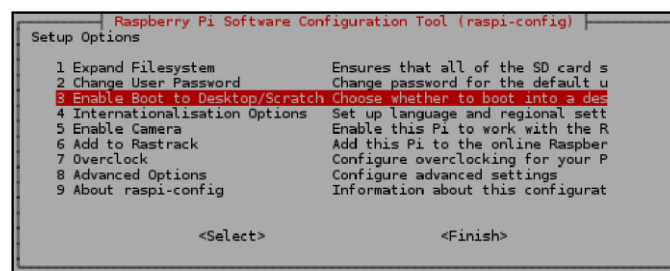 Raspberry Pi Software Configuration Tool (raspi-config)
Setup Options
1 Expand Filesystem Ensures that all of the SD card s
2 Change User Password Change password for the default u
3 Enable Boot to Desktop/Scratch Choose whether to boot into a des
4 Internationalisation Options Set up language and regional sett
5 Enable Camera Enable this Pi to work with the R
6 Add to Rastrack Add this Pi to the online Raspber
7 Overclock Configure overclocking for your P
8 Advanced Options Configure advanced settings
9 About raspi-config Information about this configurat
<Select> <Finish>